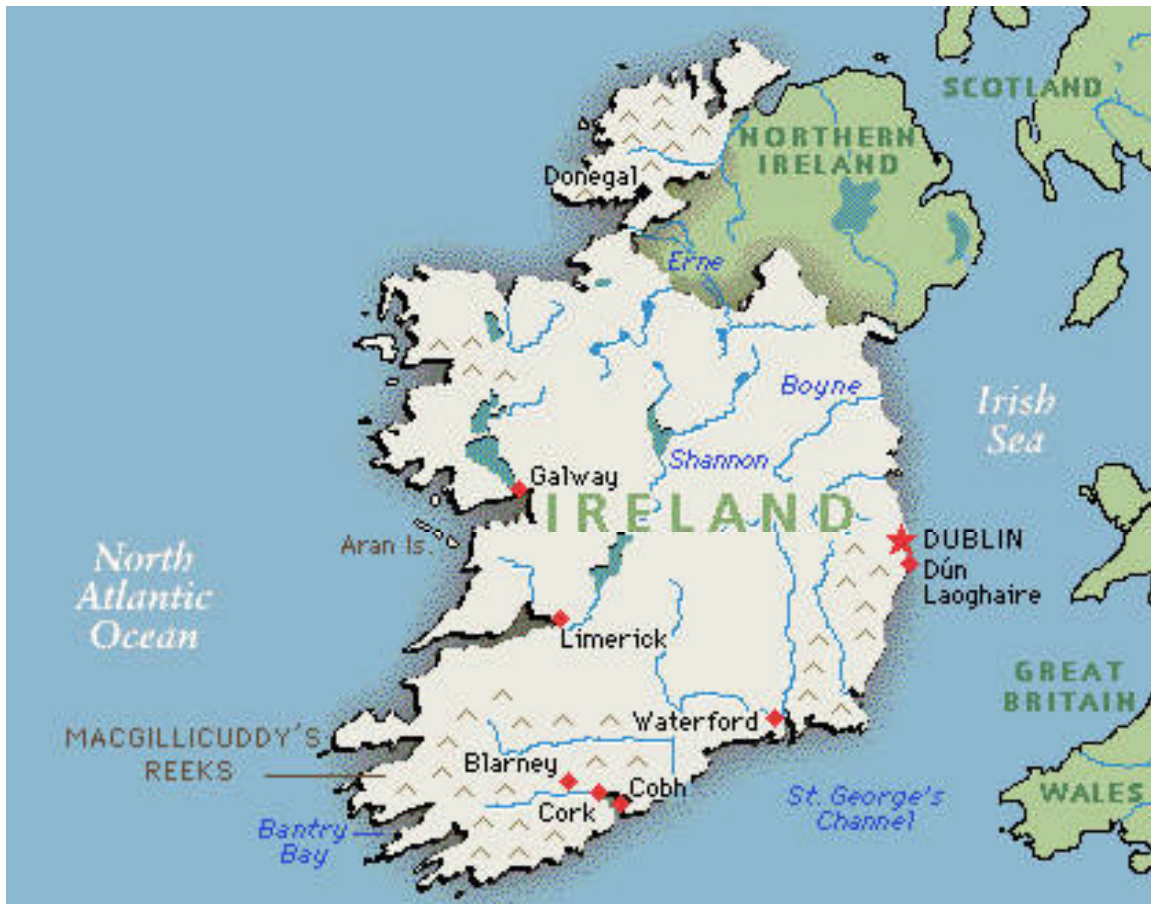 SCOTLAND
NORTHERN
IRELAND
Donegal
Erne
Boyne
Irish
Sea
Shannon
Galway
IRELAND
Aran Is.
DUBLIN
Dún
Laoghaire
North
Atlantic
Ocean
Limerick
GREAT
BRITAIN
Waterford
MACGILLICUDDY'S
REEKS
Blarney
Cobh
Cork
St. George's
Channel
WALES
Bantry
Bay